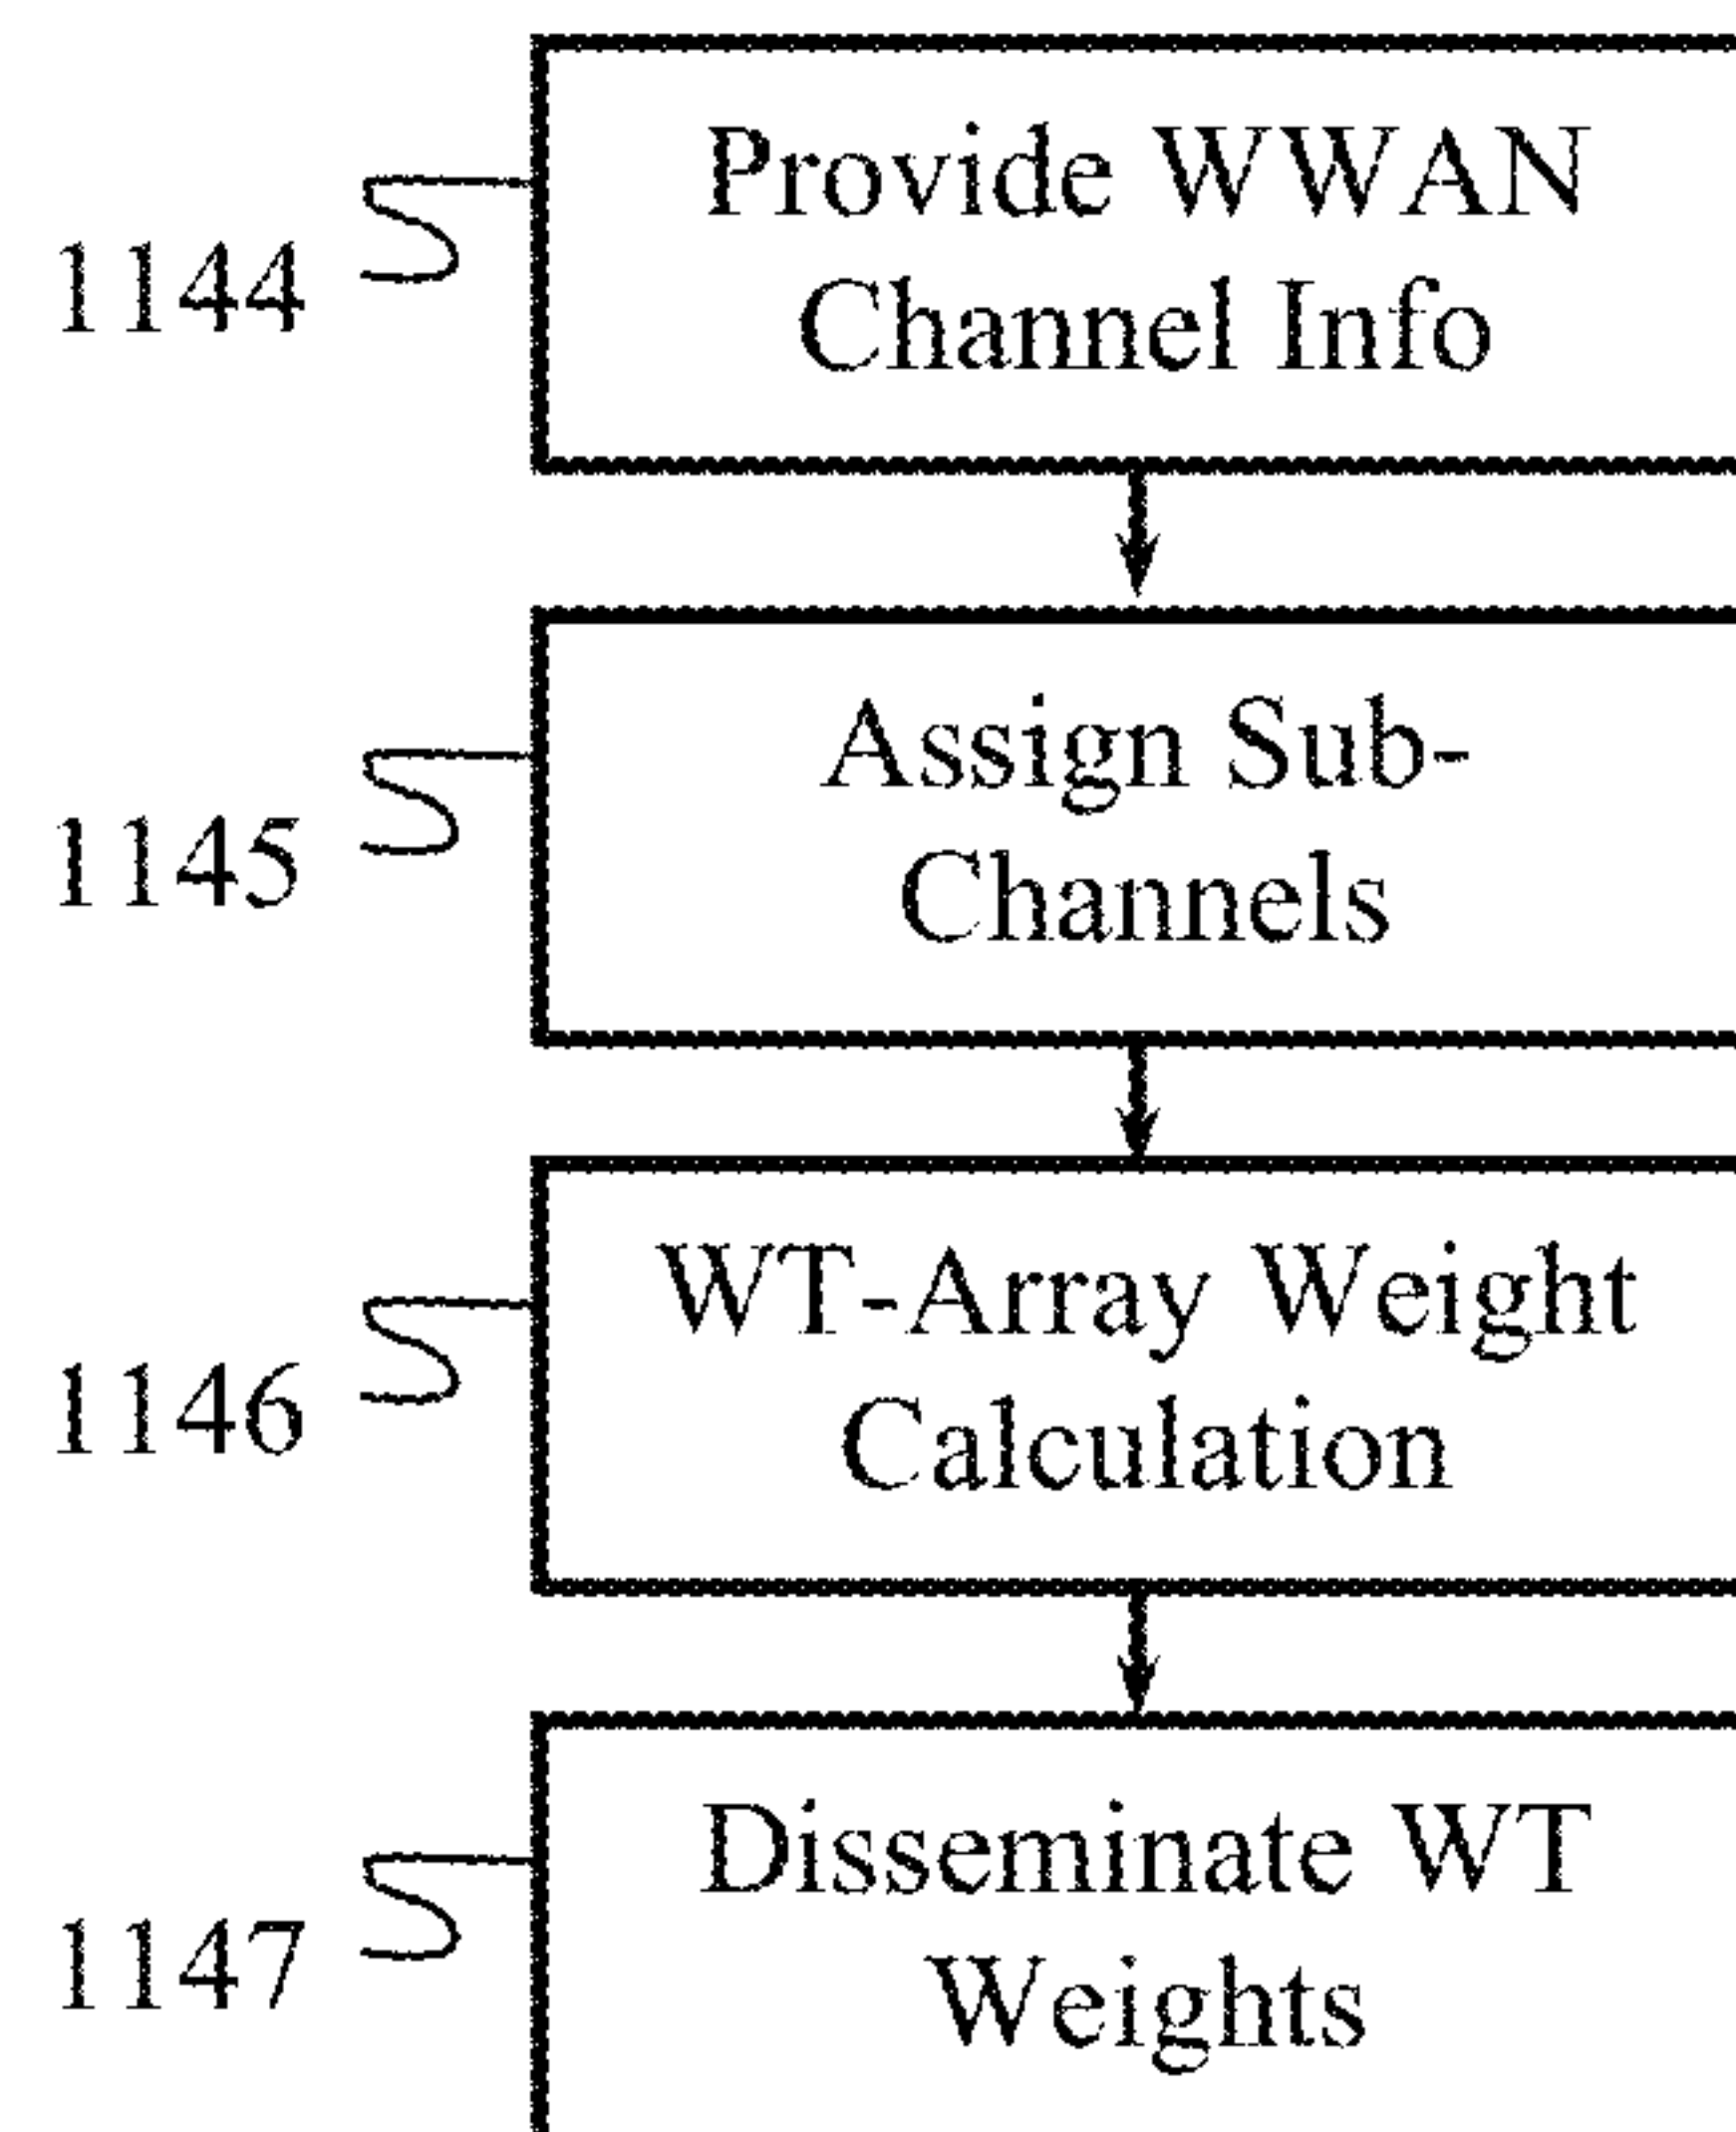 Provide WWAN
1144
Channel Info
Assign Sub-
1145
Channels
WT-Array Weight
1146
Calculation
Disseminate WT
1147
Weights